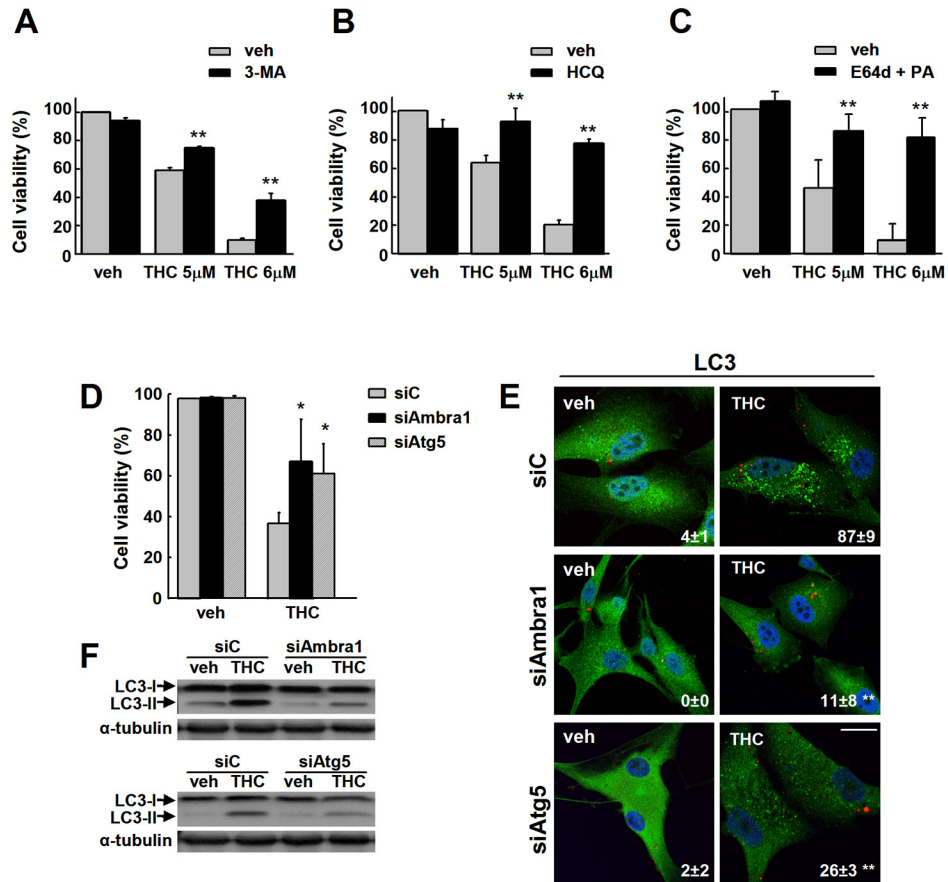 A
veh
3-MA
Cell viability (%)
100
80
60
40
20
0
**
**
veh THC 5μM THC 6μM
B
veh
HCQ
Cell viability (%)
100
80
60
40
20
0
**
**
veh THC 5μM THC 6μM
C
veh
E64d + PA
Cell viability (%)
100
80
60
40
20
0
**
**
veh THC 5μM THC 6μM
D
siC
siAmbra1
siAtg5
Cell viability (%)
100
80
60
40
20
0
*
*
veh THC
E
LC3
siC
veh
4±1
THC
87±9
siAmbra1
veh
0±0
THC
11±8 **
siAtg5
veh
2±2
THC
26±3 **
F
siC siAmbra1
veh THC veh THC
LC3-I
LC3-II
α-tubulin
siC siAtg5
veh THC veh THC
LC3-I
LC3-II
α-tubulin